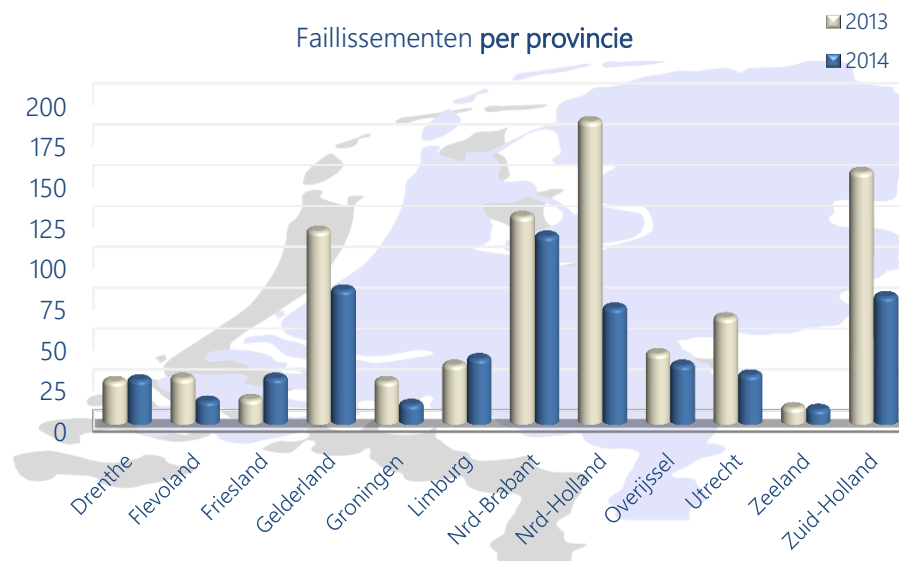 2013
Faillissementen per provincie
2014
200
175
150
125
100
75
50
25
0
Drenthe
Flevoland
Friesland
Gelderland
Groningen
Limburg
Nrd-Brabant
Nrd-Holland
Overijssel
Utrecht
Zeeland
Zuid-Holland